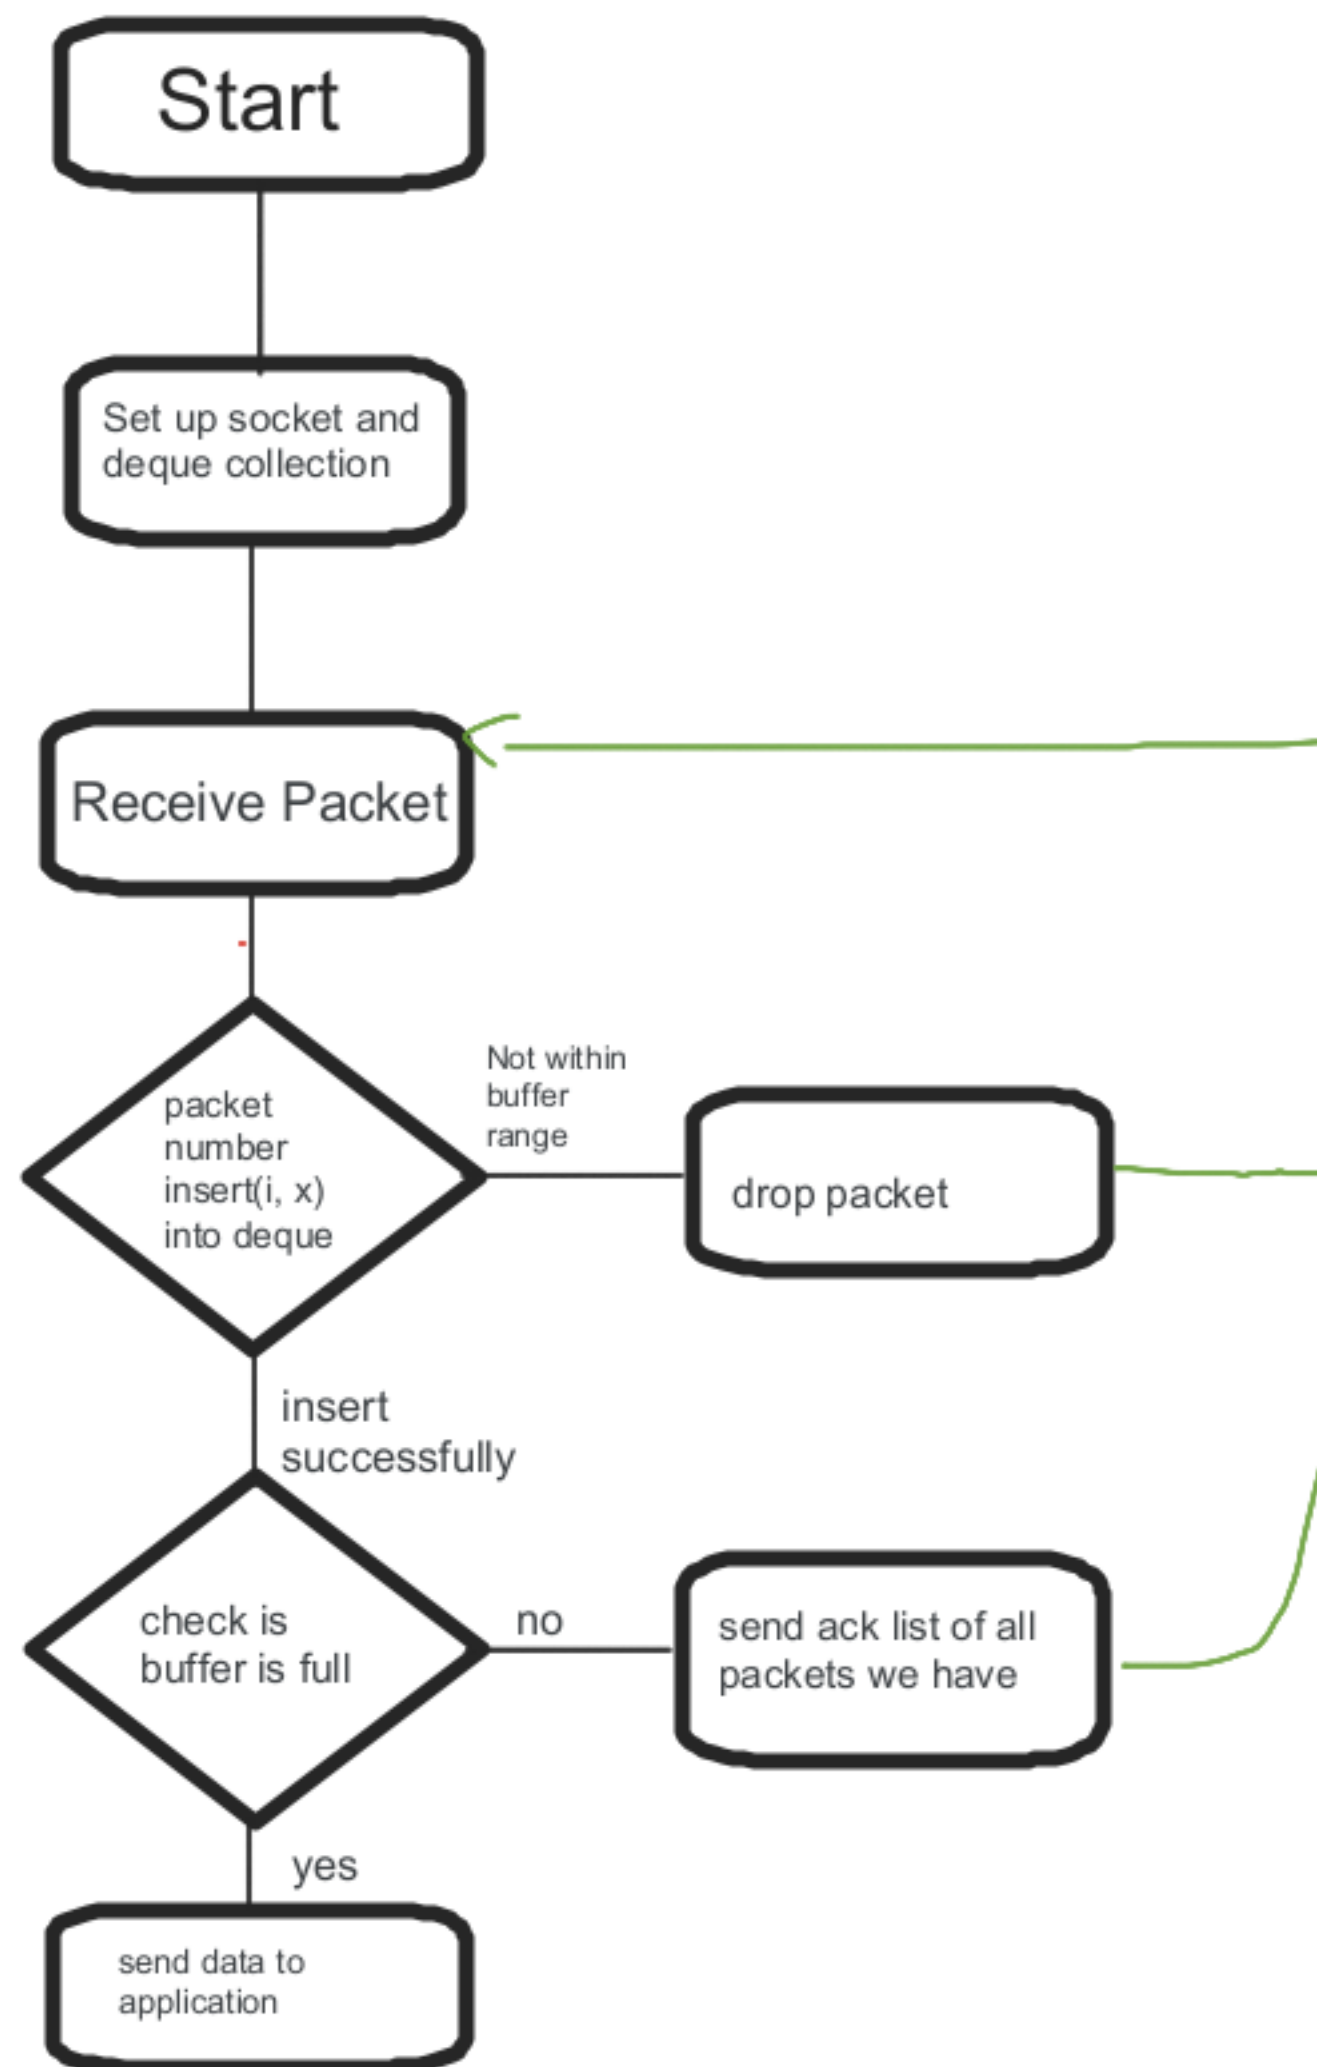 Start
Set up socket and
deque collection
Receive Packet
packet
number
insert(i, x)
into deque
Not within
buffer
range
drop packet
insert
successfully
check is
buffer is full
no
send ack list of all
packets we have
yes
send data to
application